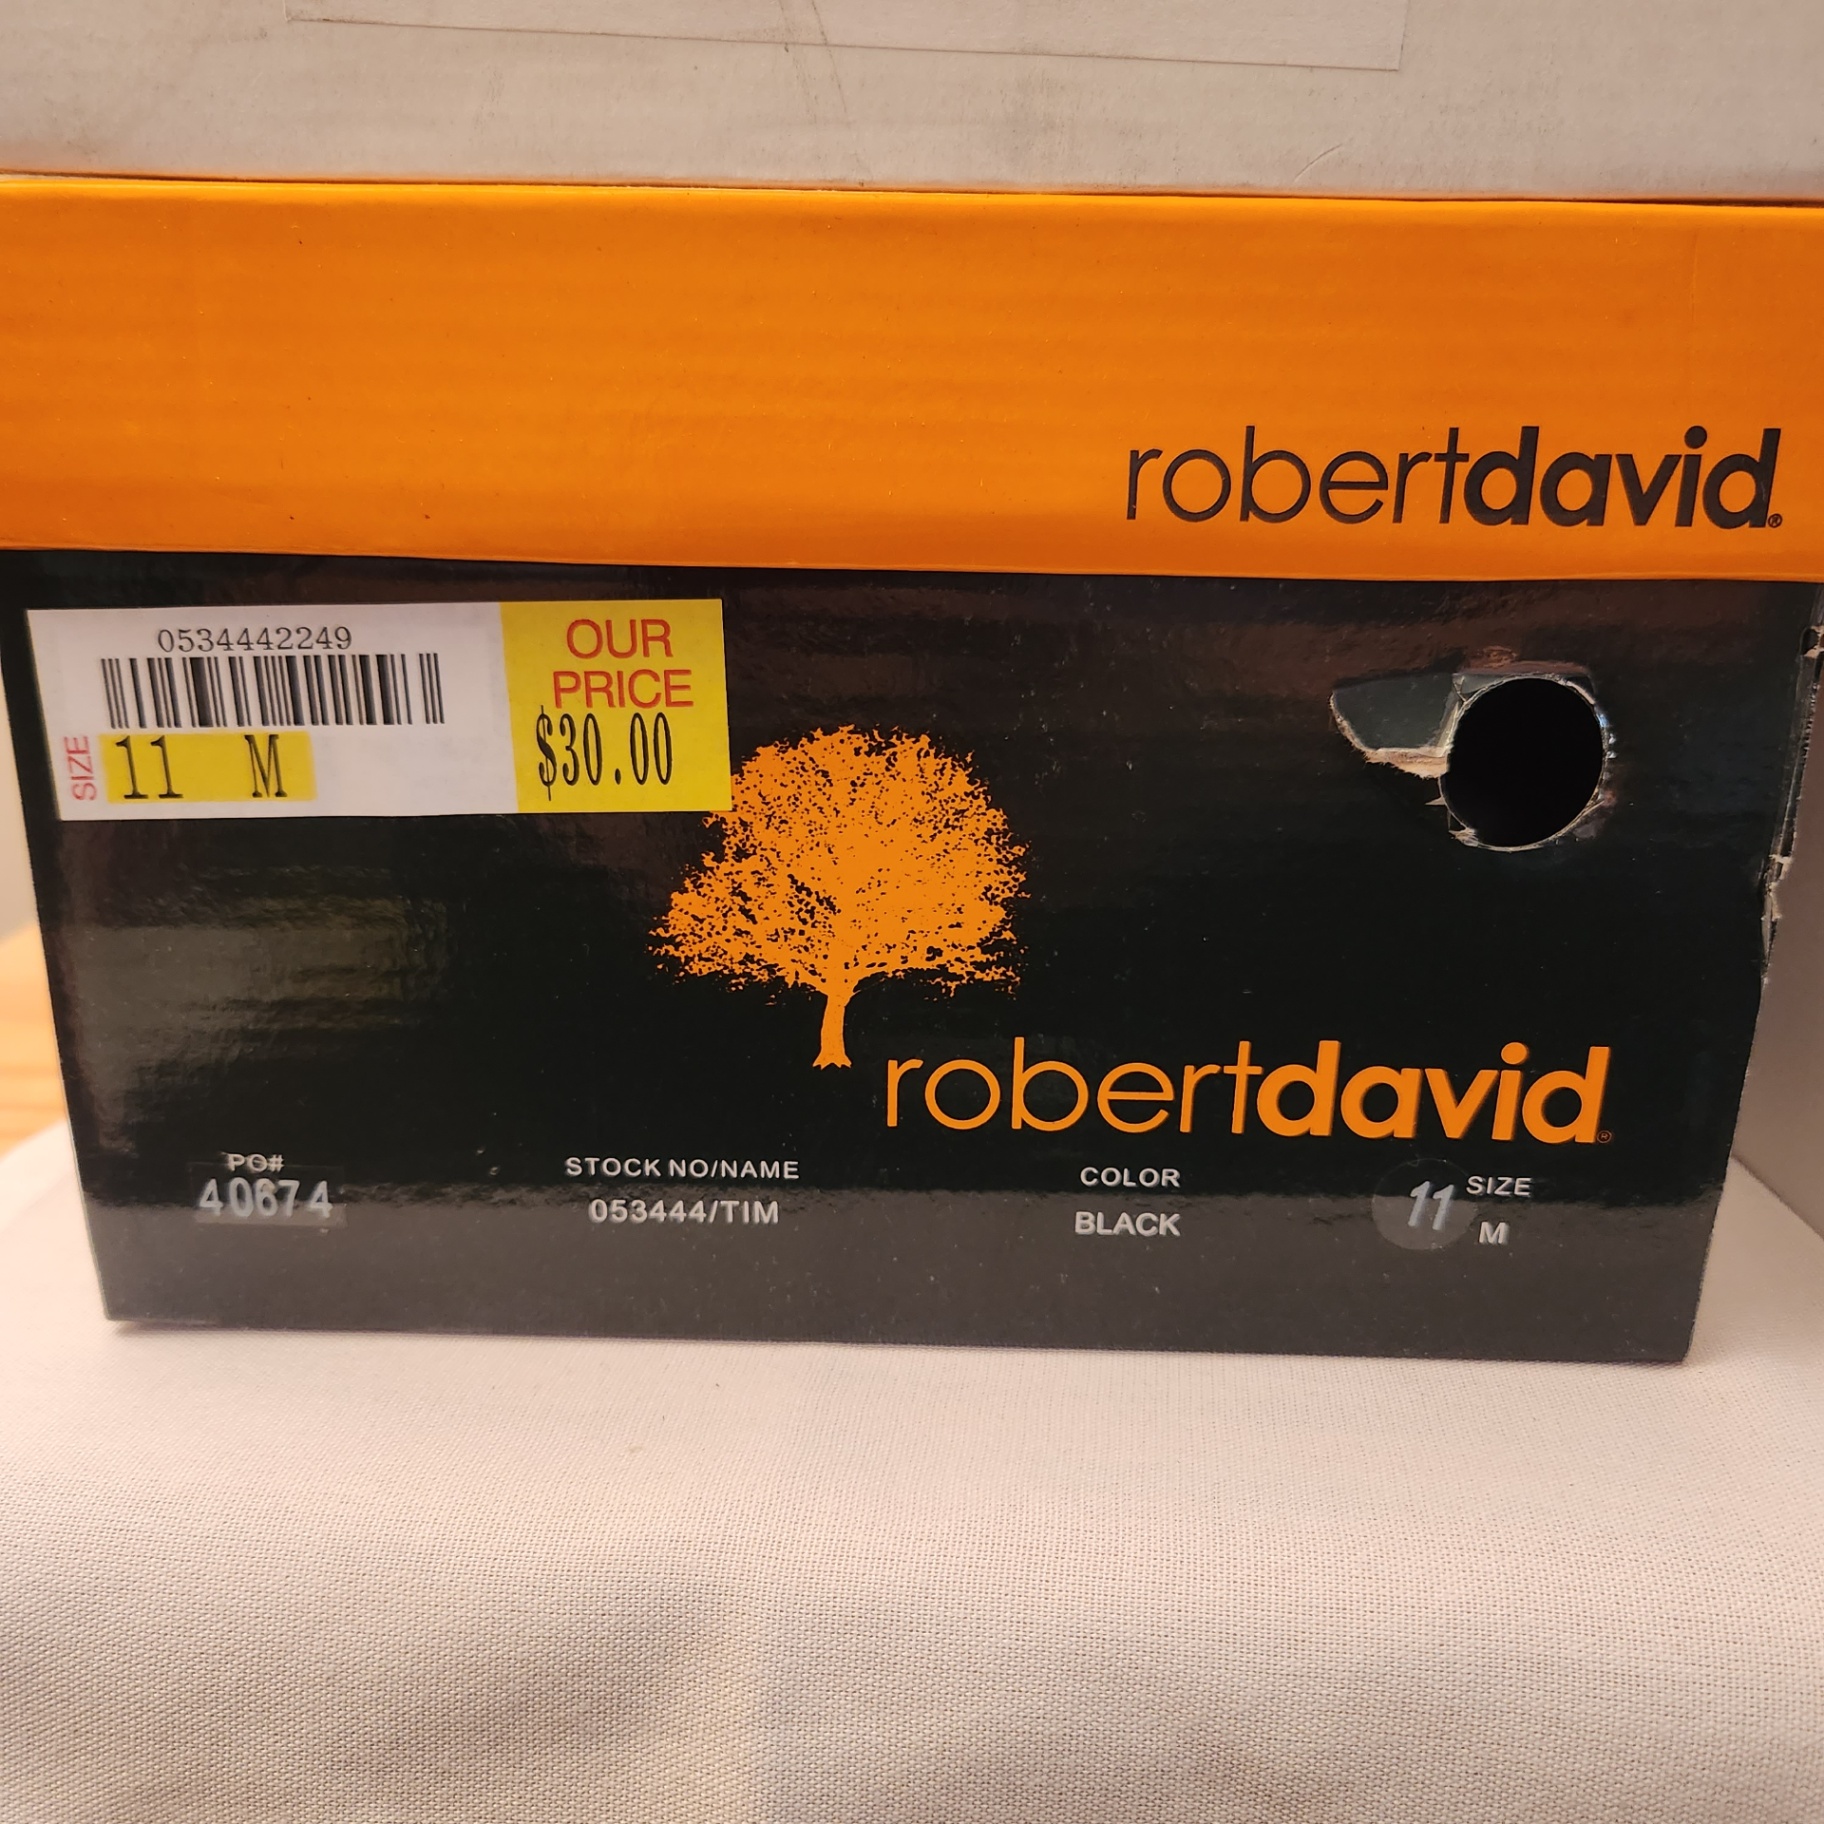 robertdavid®
0534442249
SIZE
11 M
OUR
PRICE
$30.00
robertdavid®
PO#
40674
STOCK NO/NAME
053444/TIM
COLOR
BLACK
11 SIZE
M